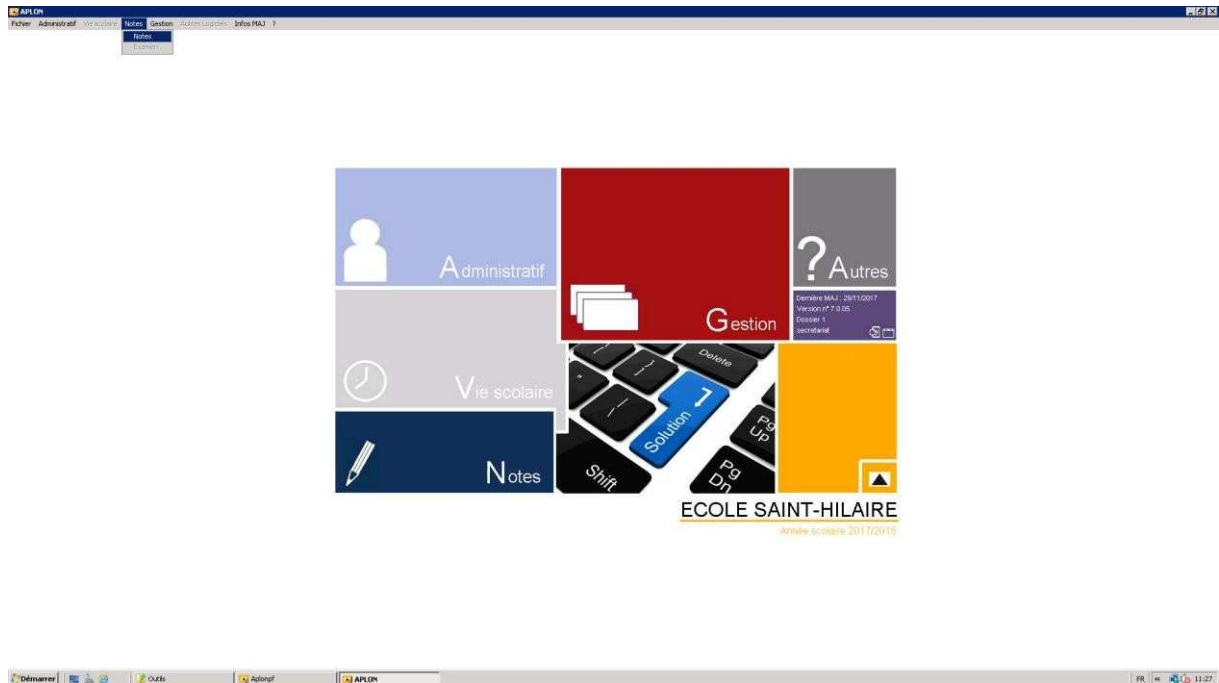 APLON
Fichier Administratif Vie scolaire Notes Gestion Autres Logiciels Infos MAJ ?
Notes
Examen
Administratif
Gestion
? Autres
Dernière MAJ : 29/11/2017
Version n° 7.0.05
Dossier 1
secretariat
Vie scolaire
Notes
Delete
Solution
Shift
Pg Up
Pg Dn
ECOLE SAINT-HILAIRE
Année scolaire 2017/2018
Démarrer Outils Aplonpf APLON FR 11:27